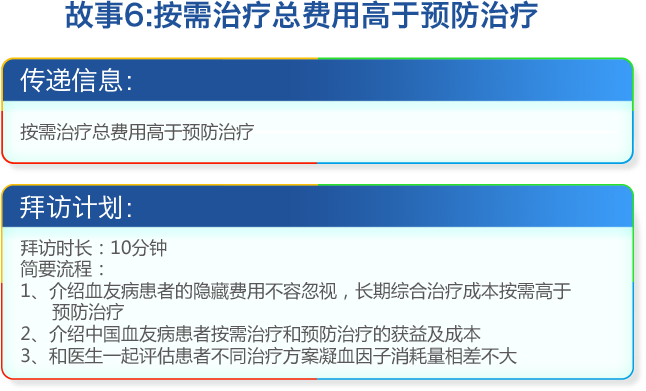 故事6:按需治疗总费用高于预防治疗
传递信息：
按需治疗总费用高于预防治疗
拜访计划：
拜访时长：10分钟
简要流程：
1、介绍血友病患者的隐藏费用不容忽视，长期综合治疗成本按需高于
预防治疗
2、介绍中国血友病患者按需治疗和预防治疗的获益及成本
3、和医生一起评估患者不同治疗方案凝血因子消耗量相差不大